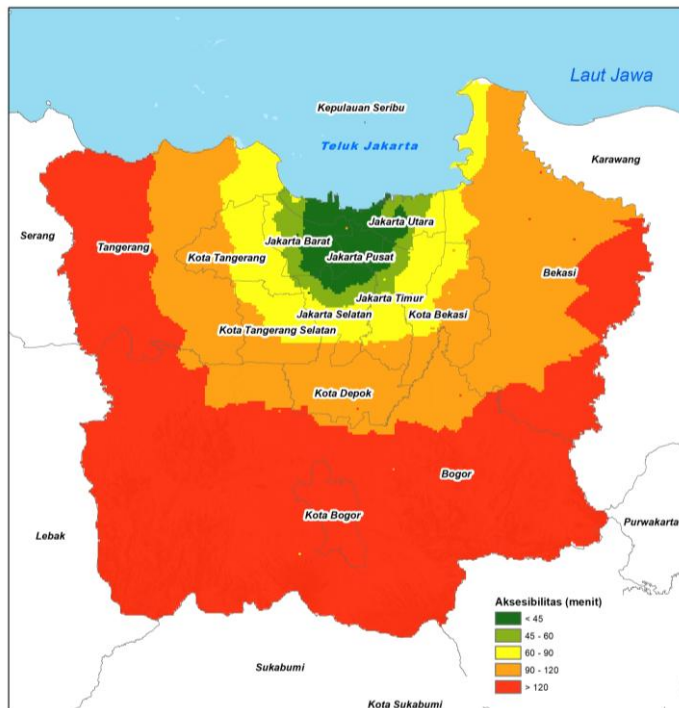 Laut Jawa
Kepulauan Seribu
Teluk Jakarta
Karawang
Serang
Jakarta Utara
Tangerang
Jakarta Barat
Kota Tangerang
Jakarta Pusat
Bekasi
Jakarta Timur
Jakarta Selatan
Kota Bekasi
Kota Tangerang Selatan
Kota Depok
Bogor
Kota Bogor
Purwakarta
Lebak
Aksesibilitas (menit)
< 45
45 - 60
60 - 90
90 - 120
> 120
Sukabumi
Kota Sukabumi